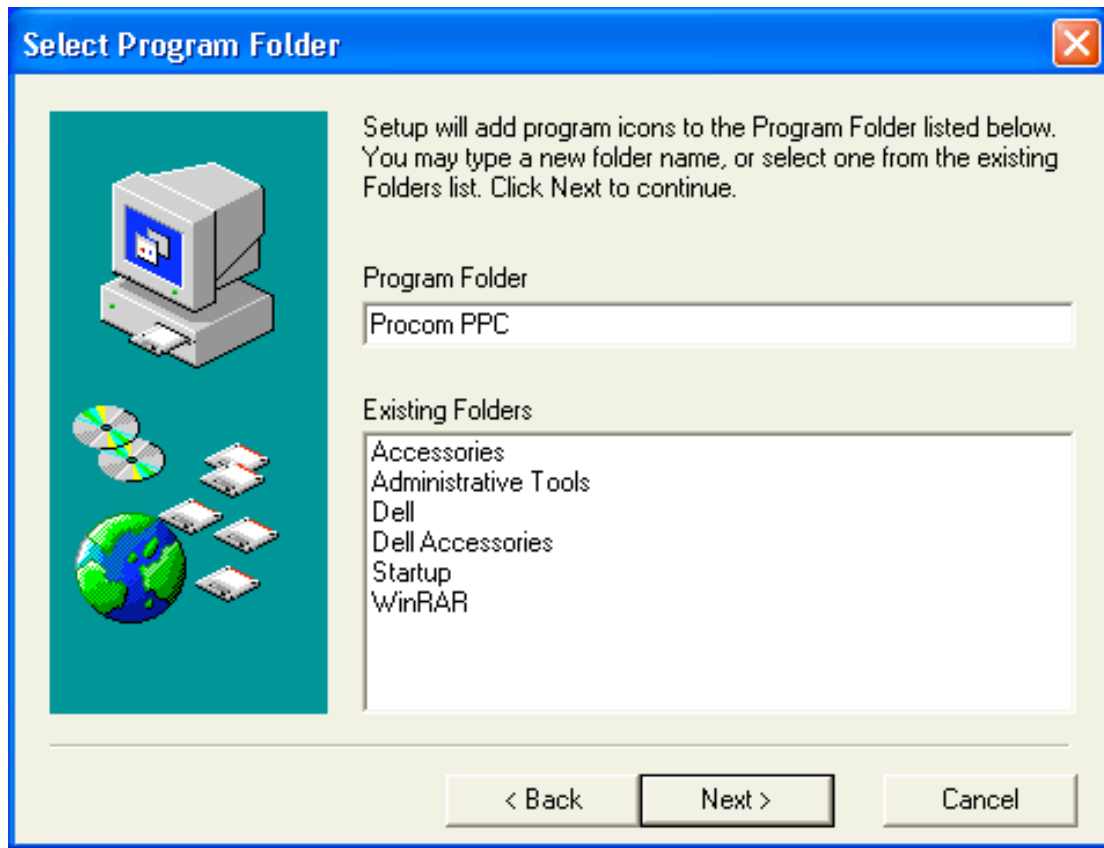 Select Program Folder
Setup will add program icons to the Program Folder listed below.
You may type a new folder name, or select one from the existing
Folders list. Click Next to continue.
Program Folder
Procom PPC
Existing Folders
Accessories
Administrative Tools
Dell
Dell Accessories
Startup
WinRAR
< Back
Next >
Cancel